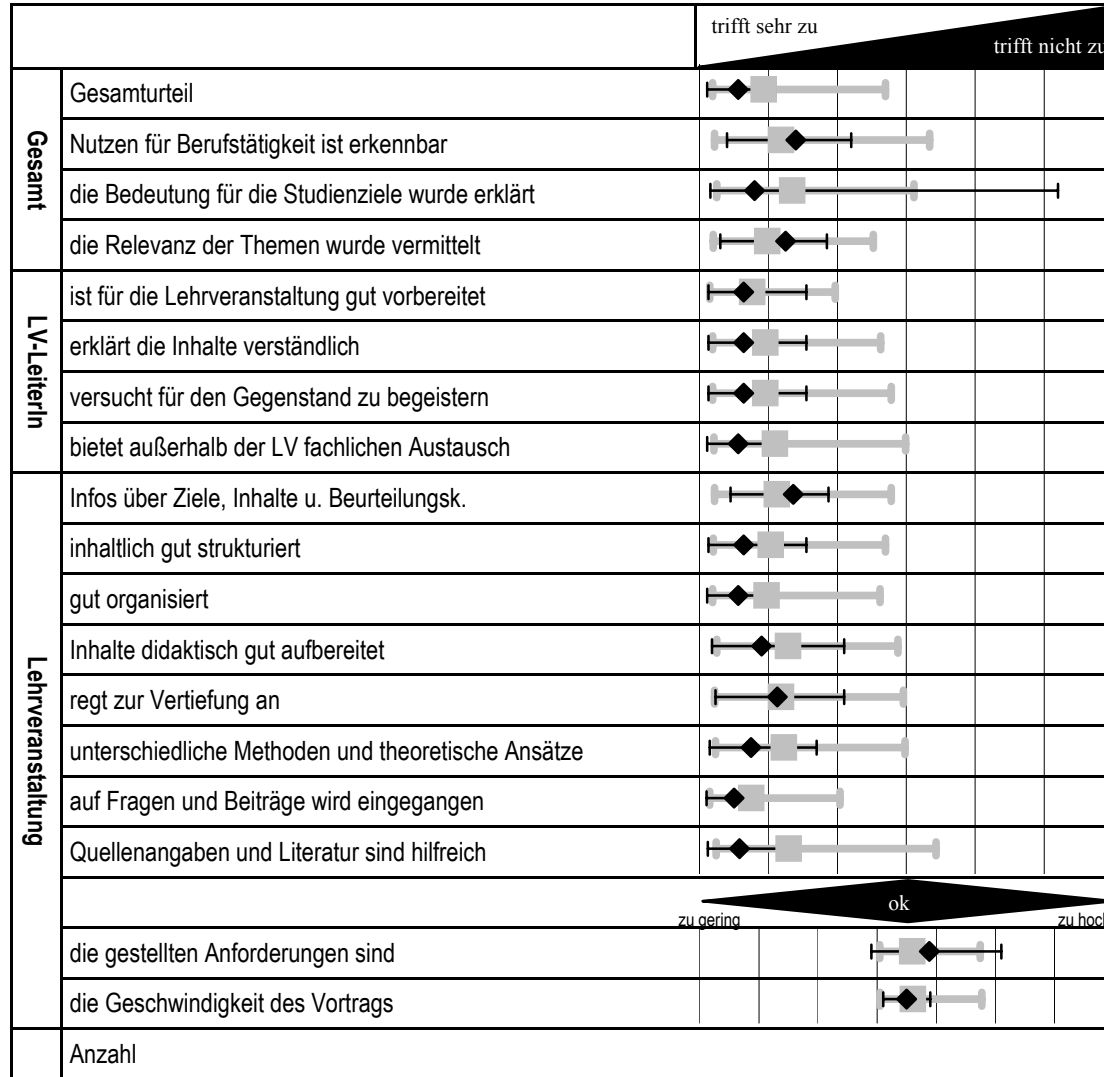 trifft sehr zu
trifft nicht zu
Gesamt
Gesamturteil
Nutzen für Berufstätigkeit ist erkennbar
die Bedeutung für die Studienziele wurde erklärt
die Relevanz der Themen wurde vermittelt
LV-LeiterIn
ist für die Lehrveranstaltung gut vorbereitet
erklärt die Inhalte verständlich
versucht für den Gegenstand zu begeistern
bietet außerhalb der LV fachlichen Austausch
Lehrveranstaltung
Infos über Ziele, Inhalte u. Beurteilungsk.
inhaltlich gut strukturiert
gut organisiert
Inhalte didaktisch gut aufbereitet
regt zur Vertiefung an
unterschiedliche Methoden und theoretische Ansätze
auf Fragen und Beiträge wird eingegangen
Quellenangaben und Literatur sind hilfreich
ok
zu gering
zu hoch
die gestellten Anforderungen sind
die Geschwindigkeit des Vortrags
Anzahl